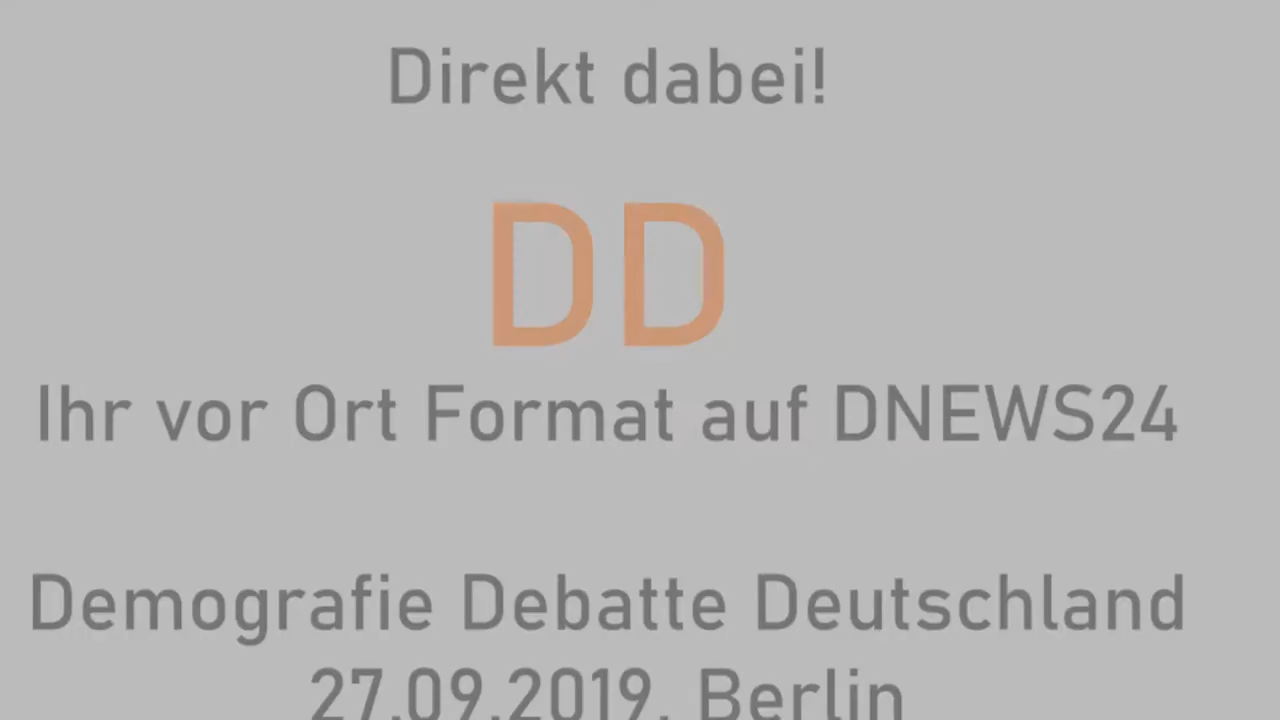 Direkt dabei!
DD
Ihr vor Ort Format auf DNEWS24
Demografie Debatte Deutschland
27.09.2019, Berlin